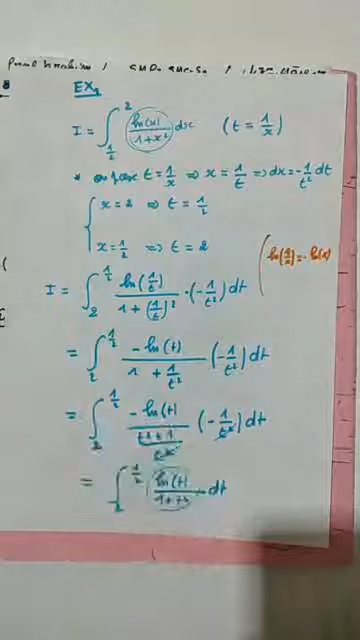 EX1
I = ∫_{1/2}^{2} ln(x)/(1+x²) dx (t = 1/x)
* on pose t = 1/x ⇒ x = 1/t ⇒ dx = -1/t² dt
x = 2 ⇒ t = 1/2
x = 1/2 ⇒ t = 2
ln(1/x) = -ln(x)
I = ∫_{2}^{1/2} ln(1/t)/(1+(1/t)²) · (-1/t²) dt
= ∫_{2}^{1/2} -ln(t)/(1+1/t²) (-1/t²) dt
= ∫_{2}^{1/2} -ln(t)/((t²+1)/t²) (-1/t²) dt
= ∫_{2}^{1/2} ln(t)/(1+t²) dt